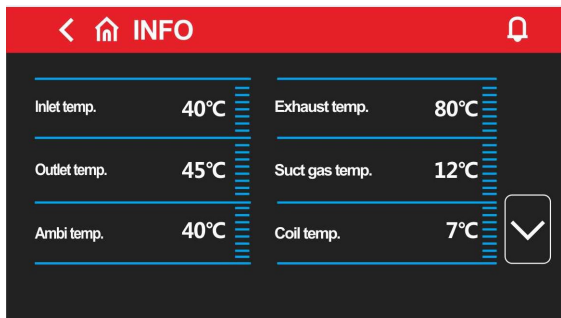 INFO
Inlet temp. 40℃ Exhaust temp. 80℃
Outlet temp. 45℃ Suct gas temp. 12℃
Ambi temp. 40℃ Coil temp. 7℃